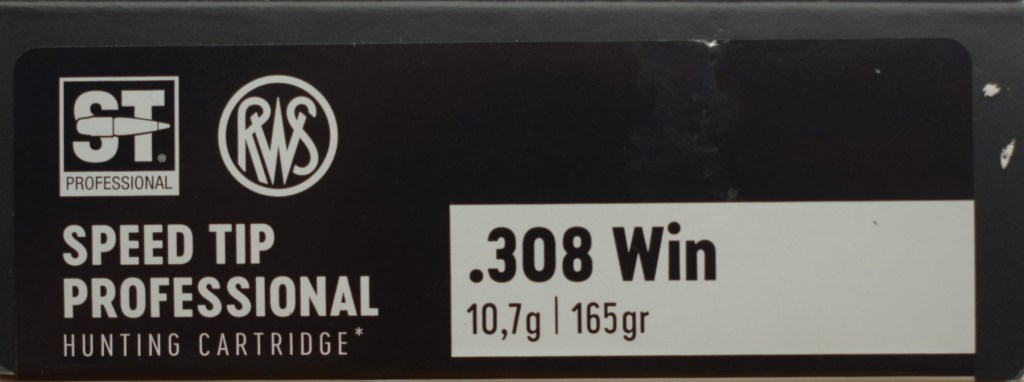 ST®
PROFESSIONAL
RWS
SPEED TIP
PROFESSIONAL
HUNTING CARTRIDGE*
.308 Win
10,7g | 165gr